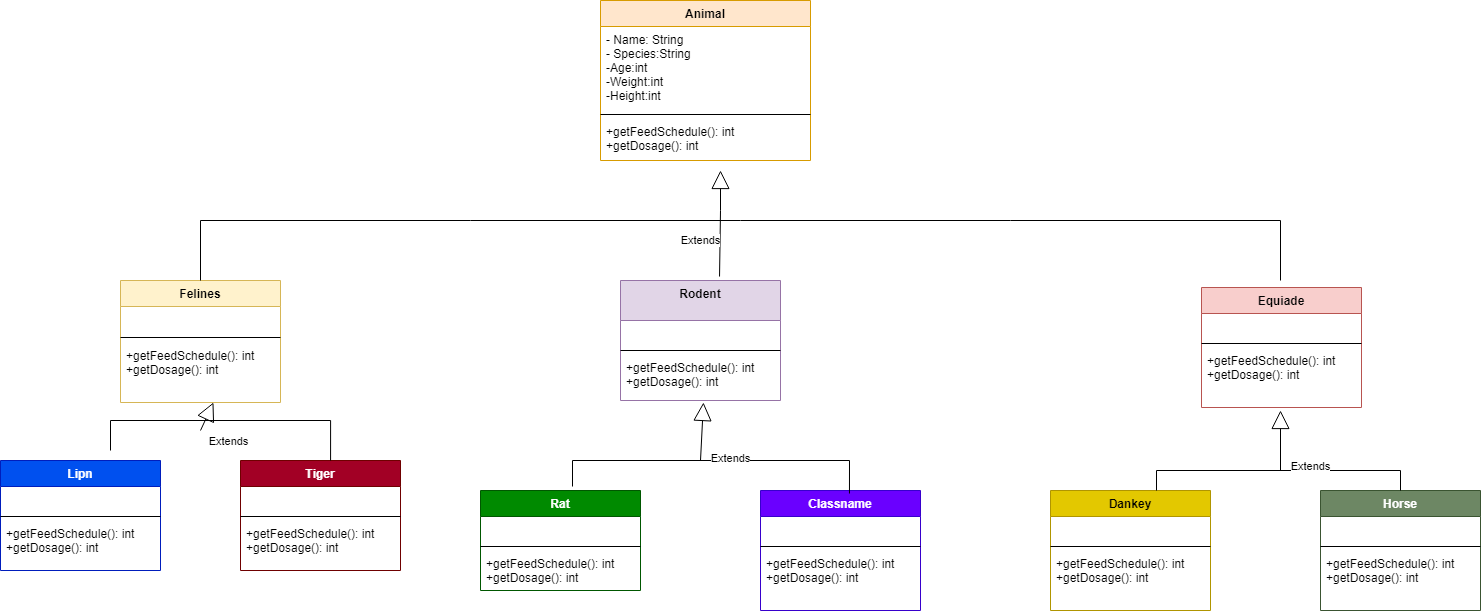 Animal
- Name: String
- Species:String
-Age:int
-Weight:int
-Height:int
+getFeedSchedule(): int
+getDosage(): int
Extends
Felines
+getFeedSchedule(): int
+getDosage(): int
Rodent
+getFeedSchedule(): int
+getDosage(): int
Equiade
+getFeedSchedule(): int
+getDosage(): int
Extends
Extends
Extends
Lipn
+getFeedSchedule(): int
+getDosage(): int
Tiger
+getFeedSchedule(): int
+getDosage(): int
Rat
+getFeedSchedule(): int
+getDosage(): int
Classname
+getFeedSchedule(): int
+getDosage(): int
Dankey
+getFeedSchedule(): int
+getDosage(): int
Horse
+getFeedSchedule(): int
+getDosage(): int